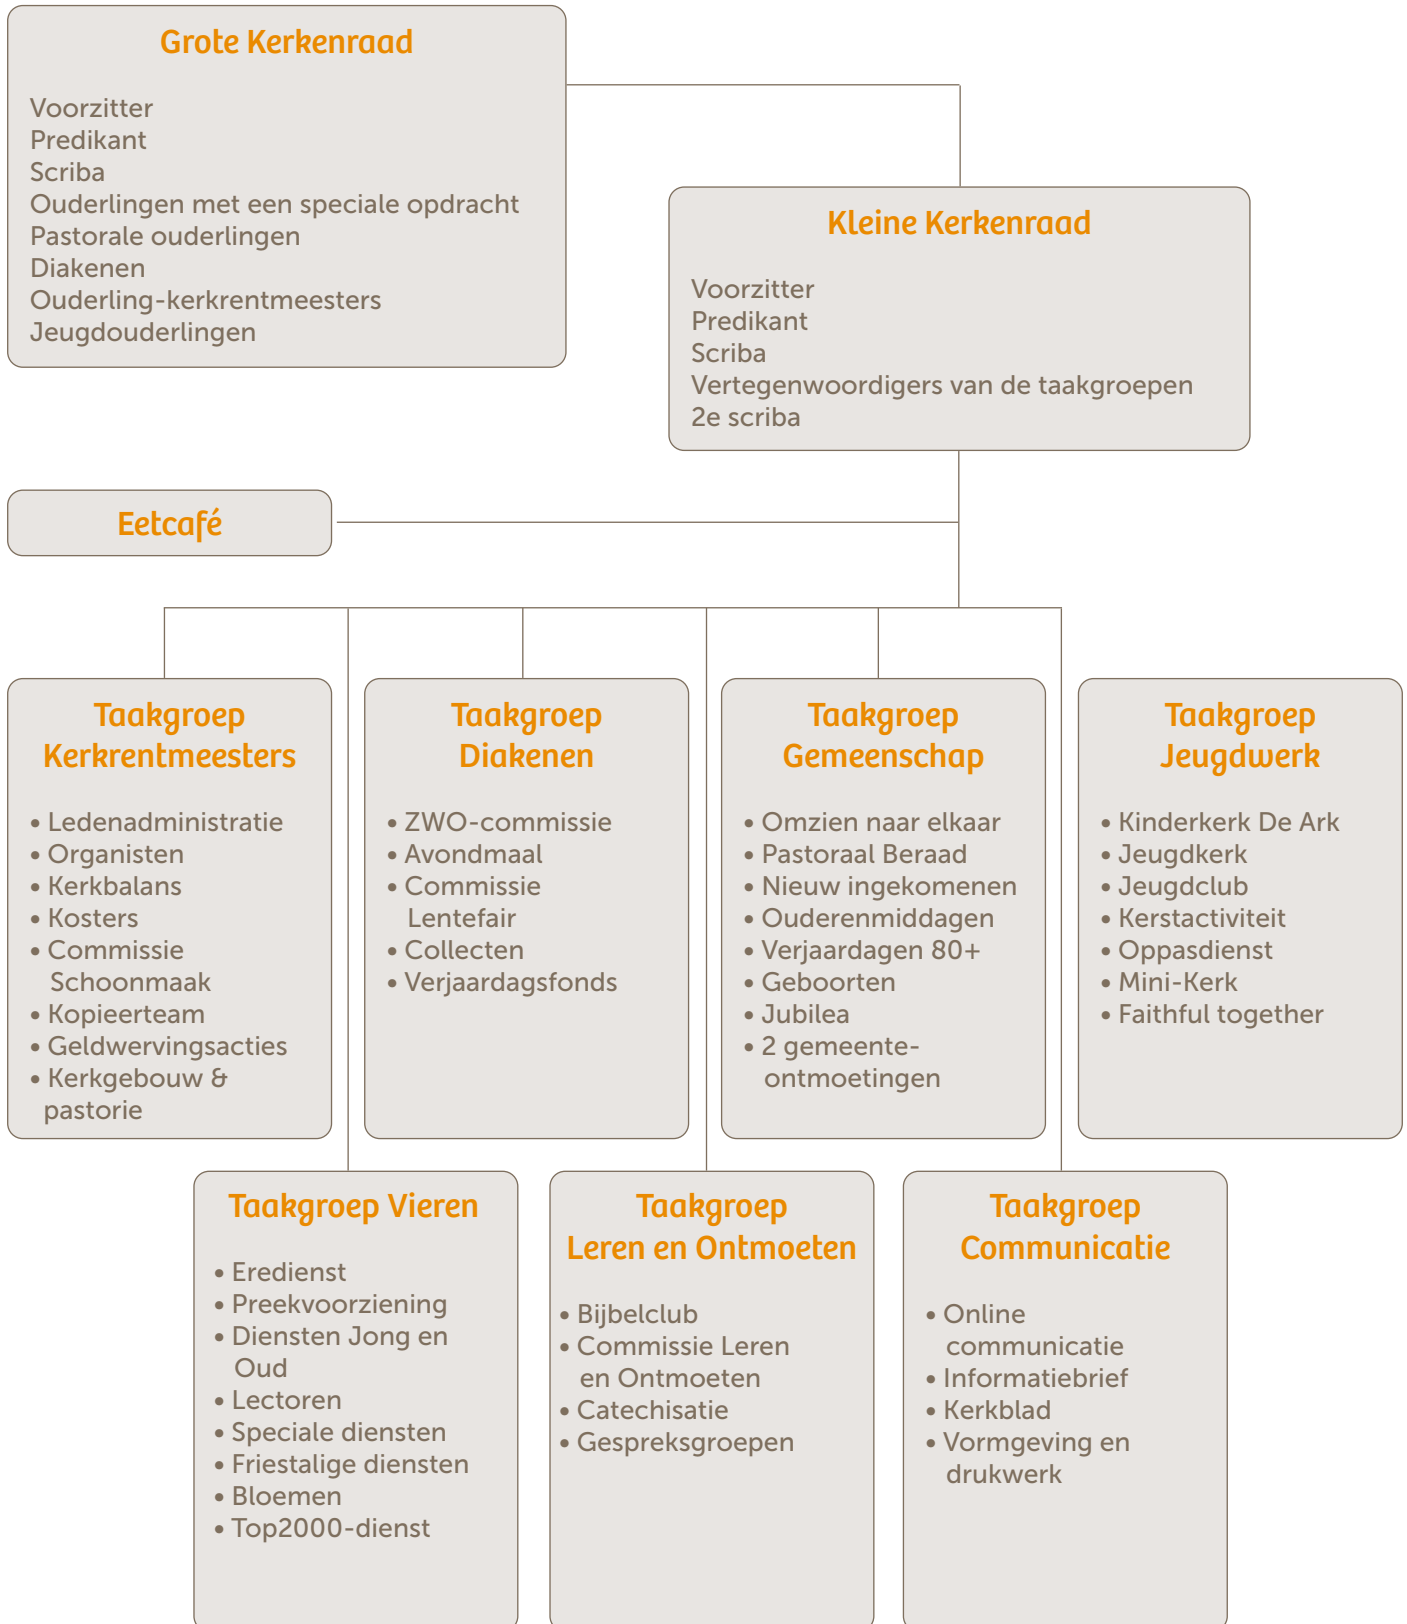 Grote Kerkenraad
Voorzitter
Predikant
Scriba
Ouderlingen met een speciale opdracht
Pastorale ouderlingen
Diakenen
Ouderling-kerkrentmeesters
Jeugdouderlingen
Kleine Kerkenraad
Voorzitter
Predikant
Scriba
Vertegenwoordigers van de taakgroepen
2e scriba
Eetcafé
Taakgroep
Kerkrentmeesters
• Ledenadministratie
• Organisten
• Kerkbalans
• Kosters
• Commissie
Schoonmaak
• Kopieerteam
• Geldwervingsacties
• Kerkgebouw &
pastorie
Taakgroep
Diakenen
• ZWO-commissie
• Avondmaal
• Commissie
Lentefair
• Collecten
• Verjaardagsfonds
Taakgroep
Gemeenschap
• Omzien naar elkaar
• Pastoraal Beraad
• Nieuw ingekomenen
• Ouderenmiddagen
• Verjaardagen 80+
• Geboorten
• Jubilea
• 2 gemeente-
ontmoetingen
Taakgroep
Jeugdwerk
• Kinderkerk De Ark
• Jeugdkerk
• Jeugdclub
• Kerstactiviteit
• Oppasdienst
• Mini-Kerk
• Faithful together
Taakgroep Vieren
• Eredienst
• Preekvoorziening
• Diensten Jong en
Oud
• Lectoren
• Speciale diensten
• Friestalige diensten
• Bloemen
• Top2000-dienst
Taakgroep
Leren en Ontmoeten
• Bijbelclub
• Commissie Leren
en Ontmoeten
• Catechisatie
• Gespreksgroepen
Taakgroep
Communicatie
• Online
communicatie
• Informatiebrief
• Kerkblad
• Vormgeving en
drukwerk